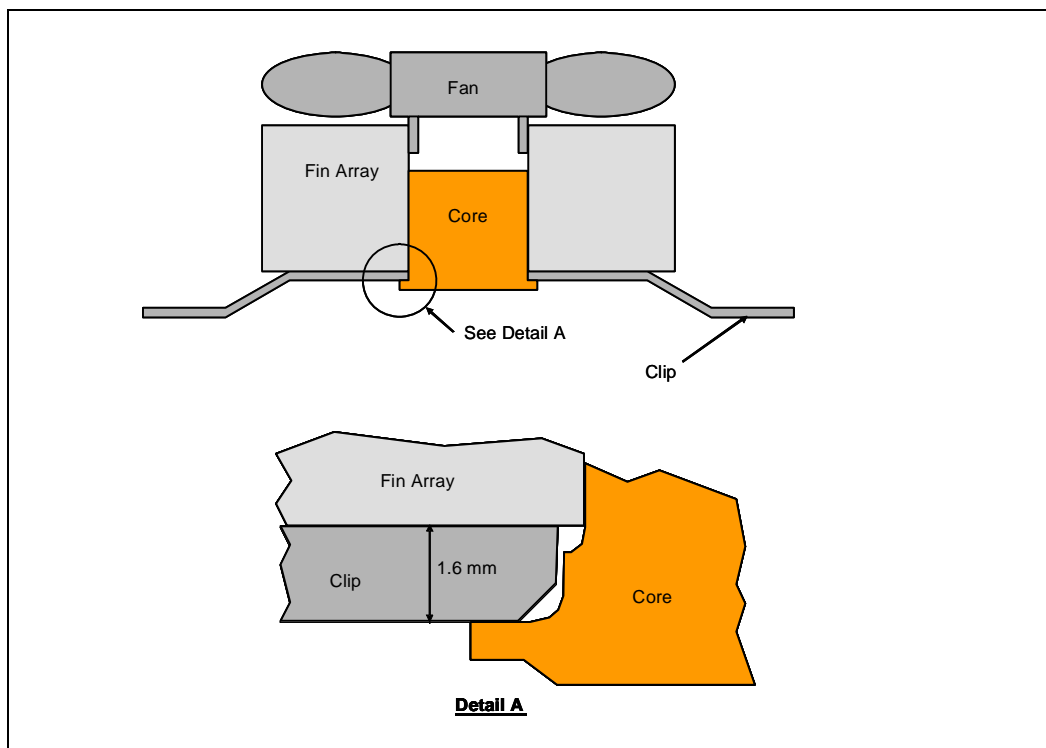 Fan
Fin Array
Core
See Detail A
Clip
Fin Array
1.6 mm
Clip
Core
Detail A